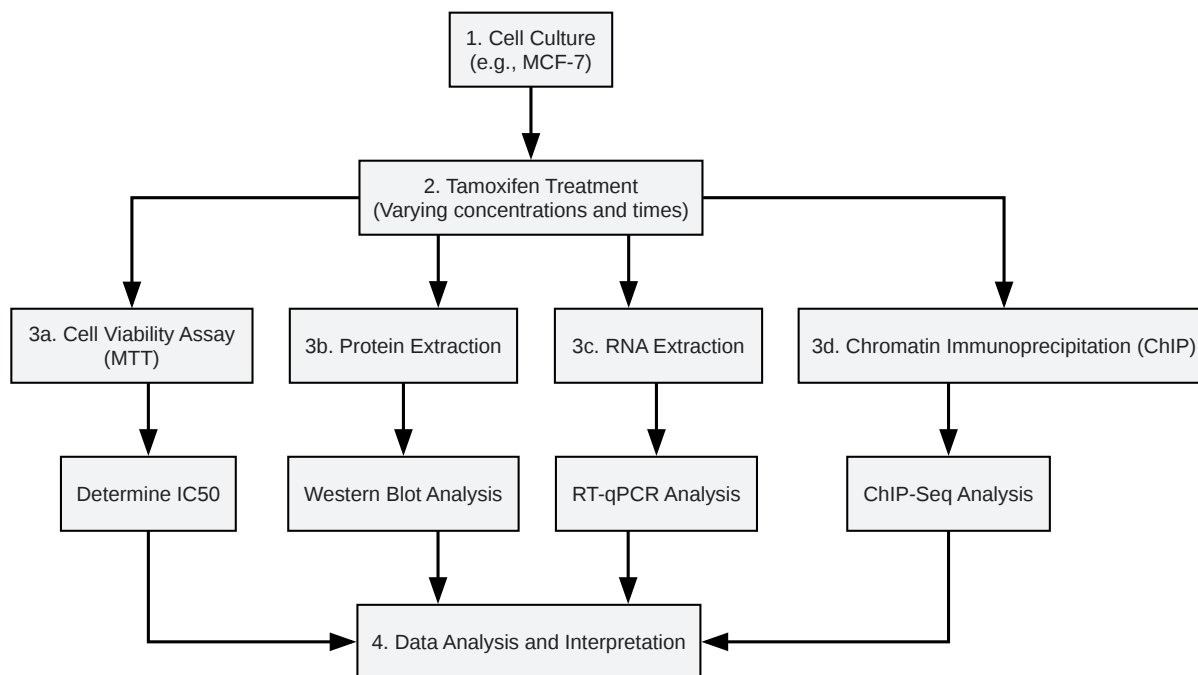 1. Cell Culture
(e.g., MCF-7)
2. Tamoxifen Treatment
(Varying concentrations and times)
3a. Cell Viability Assay
(MTT)
3b. Protein Extraction
3c. RNA Extraction
3d. Chromatin Immunoprecipitation (ChIP)
Determine IC50
Western Blot Analysis
RT-qPCR Analysis
ChIP-Seq Analysis
4. Data Analysis and Interpretation